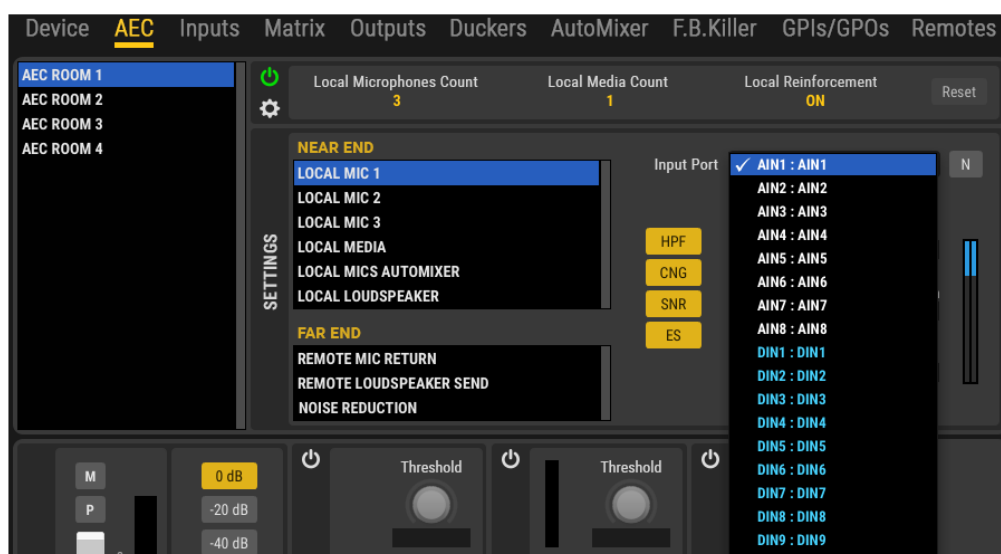 Device AEC Inputs Matrix Outputs Duckers AutoMixer F.B.Killer GPIs/GPOs Remotes
AEC ROOM 1
AEC ROOM 2
AEC ROOM 3
AEC ROOM 4
Local Microphones Count
3
Local Media Count
1
Local Reinforcement
ON
Reset
SETTINGS
NEAR END
LOCAL MIC 1
LOCAL MIC 2
LOCAL MIC 3
LOCAL MEDIA
LOCAL MICS AUTOMIXER
LOCAL LOUDSPEAKER
FAR END
REMOTE MIC RETURN
REMOTE LOUDSPEAKER SEND
NOISE REDUCTION
Input Port
HPF
CNG
SNR
ES
✓ AIN1 : AIN1
AIN2 : AIN2
AIN3 : AIN3
AIN4 : AIN4
AIN5 : AIN5
AIN6 : AIN6
AIN7 : AIN7
AIN8 : AIN8
DIN1 : DIN1
DIN2 : DIN2
DIN3 : DIN3
DIN4 : DIN4
DIN5 : DIN5
DIN6 : DIN6
DIN7 : DIN7
DIN8 : DIN8
DIN9 : DIN9
N
M
P
0 dB
-20 dB
-40 dB
Threshold
Threshold